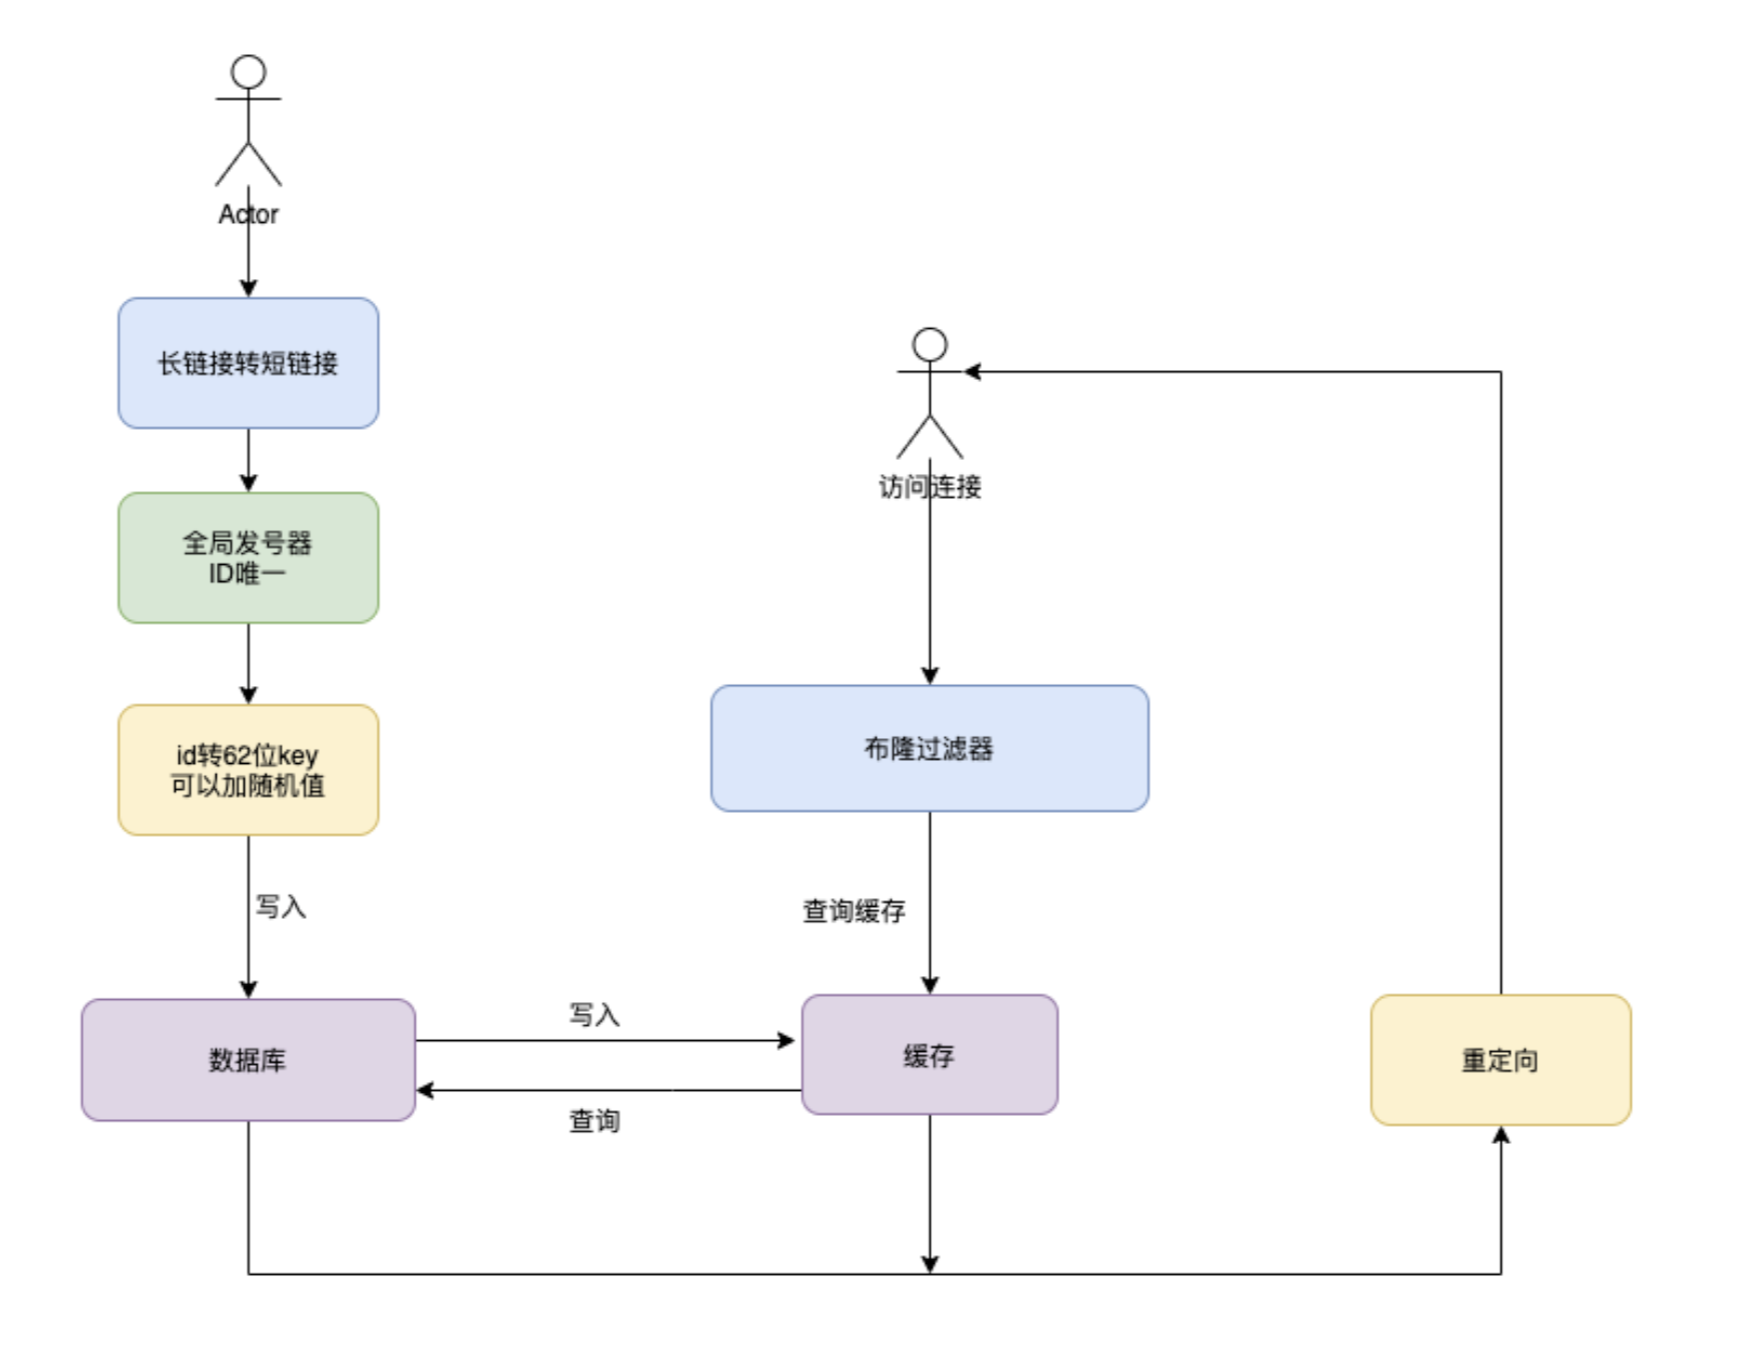 Actor
长链接转短链接
全局发号器
ID唯一
id转62位key
可以加随机值
写入
数据库
写入
查询
访问连接
布隆过滤器
查询缓存
缓存
重定向